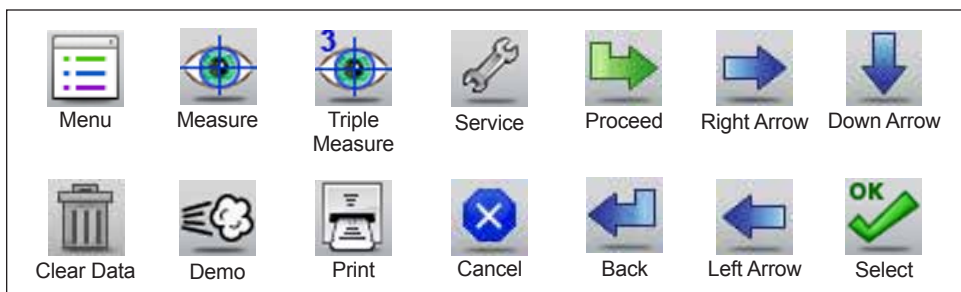 3
Menu
Measure
Triple
Measure
Service
Proceed
Right Arrow
Down Arrow
OK
Clear Data
Demo
Print
Cancel
Back
Left Arrow
Select